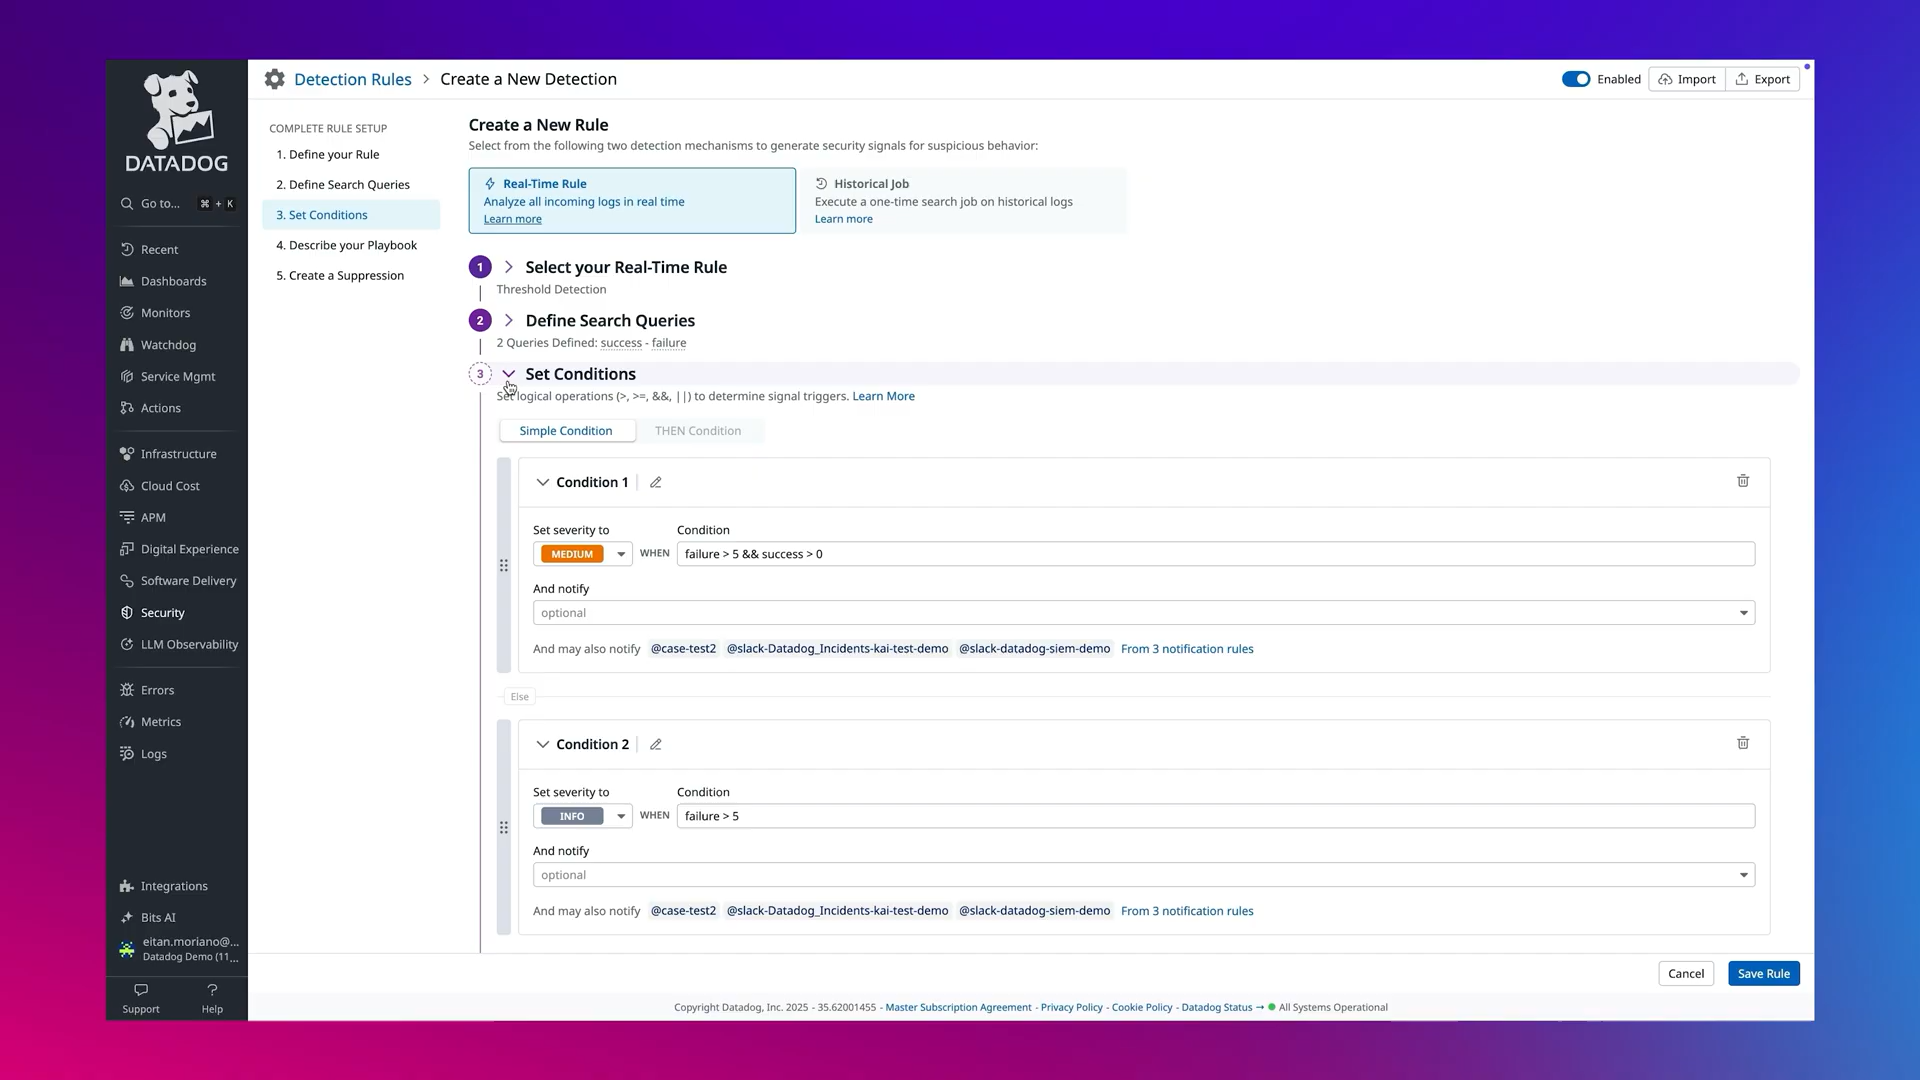 DATADOG
Go to... ⌘ + K
Recent
Dashboards
Monitors
Watchdog
Service Mgmt
Actions
Infrastructure
Cloud Cost
APM
Digital Experience
Software Delivery
Security
LLM Observability
Errors
Metrics
Logs
Integrations
Bits AI
eitan.moriano@...
Datadog Demo (11...
Support
Help
Detection Rules > Create a New Detection
Enabled
Import
Export
COMPLETE RULE SETUP
1. Define your Rule
2. Define Search Queries
3. Set Conditions
4. Describe your Playbook
5. Create a Suppression
Create a New Rule
Select from the following two detection mechanisms to generate security signals for suspicious behavior:
Real-Time Rule
Analyze all incoming logs in real time
Learn more
Historical Job
Execute a one-time search job on historical logs
Learn more
1 Select your Real-Time Rule
Threshold Detection
2 Define Search Queries
2 Queries Defined: success - failure
3 Set Conditions
Set logical operations (>, >=, &&, ||) to determine signal triggers. Learn More
Simple Condition
THEN Condition
Condition 1
Set severity to
Condition
MEDIUM
WHEN
failure > 5 && success > 0
And notify
optional
And may also notify @case-test2 @slack-Datadog_Incidents-kai-test-demo @slack-datadog-siem-demo From 3 notification rules
Else
Condition 2
Set severity to
Condition
INFO
WHEN
failure > 5
And notify
optional
And may also notify @case-test2 @slack-Datadog_Incidents-kai-test-demo @slack-datadog-siem-demo From 3 notification rules
Cancel
Save Rule
Copyright Datadog, Inc. 2025 - 35.62001455 - Master Subscription Agreement - Privacy Policy - Cookie Policy - Datadog Status → All Systems Operational